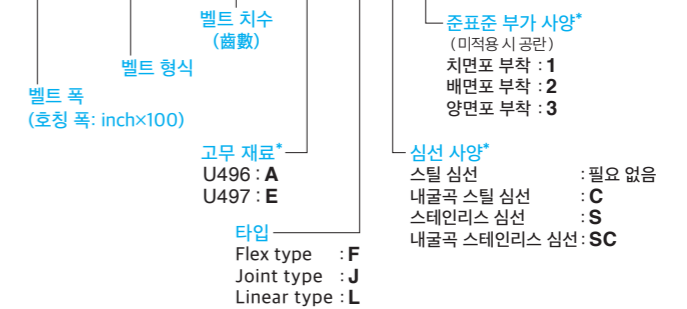 벨트 치수
(齒數)
벨트 형식
벨트 폭
(호칭 폭: inch×100)
준표준 부가 사양*
(미적용 시 공란)
치면포 부착 : 1
배면포 부착 : 2
양면포 부착 : 3
고무 재료*
U496 : A
U497 : E
심선 사양*
스틸 심선 : 필요 없음
내굴곡 스틸 심선 : C
스테인리스 심선 : S
내굴곡 스테인리스 심선 : SC
타입
Flex type : F
Joint type : J
Linear type : L